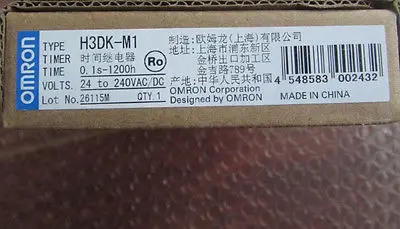 OMRON
TYPE H3DK-M1
TIMER 时间继电器
TIME 0.1s-1200h
Ro
VOLTS. 24 to 240VAC/DC
Lot No. 26115M QTY.1
制造: 欧姆龙(上海)有限公司
地址: 上海市浦东新区
金桥出口加工区
金吉路789号
产地: 中华人民共和国
OMRON Corporation
Designed by OMRON
4 548583 002432
MADE IN CHINA